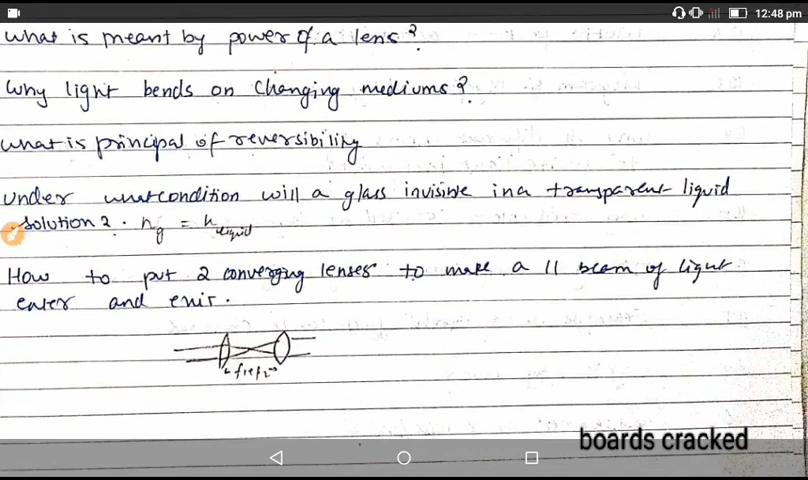 12:48 pm
what is meant by power of a lens?
why light bends on changing mediums?
what is principal of reversibility
under what condition will a glass invisible in a transparent liquid
solution? . ng = nliquid
How to put 2 converging lenses to make a || beam of light
enter and exit.
f1+f2
boards cracked